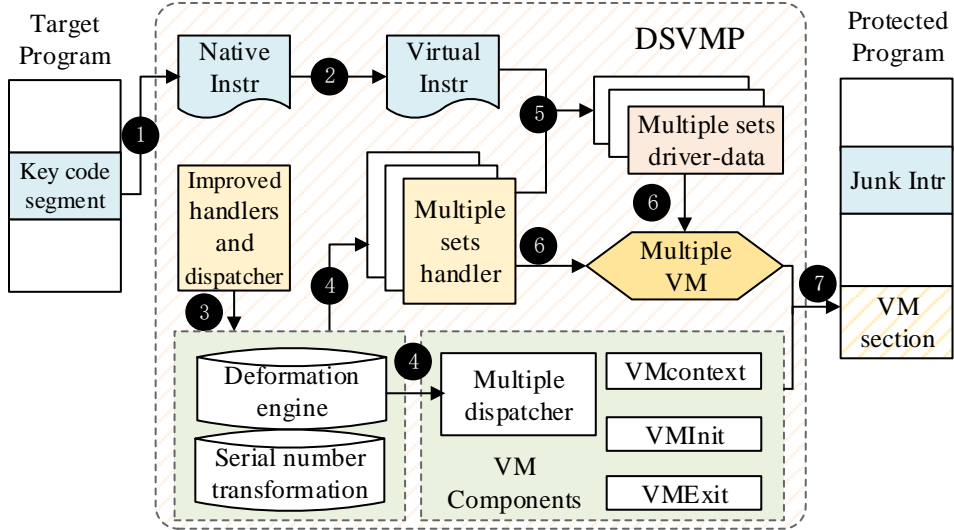 Target
Program
Key code
segment
1
Native
Instr
2
Virtual
Instr
DSVMP
5
Multiple sets
driver-data
Improved
handlers
and
dispatcher
3
4
Multiple
sets
handler
6
6
Multiple
VM
7
Deformation
engine
Serial number
transformation
4
Multiple
dispatcher
VMcontext
VMInit
VMExit
VM
Components
Protected
Program
Junk Intr
VM
section